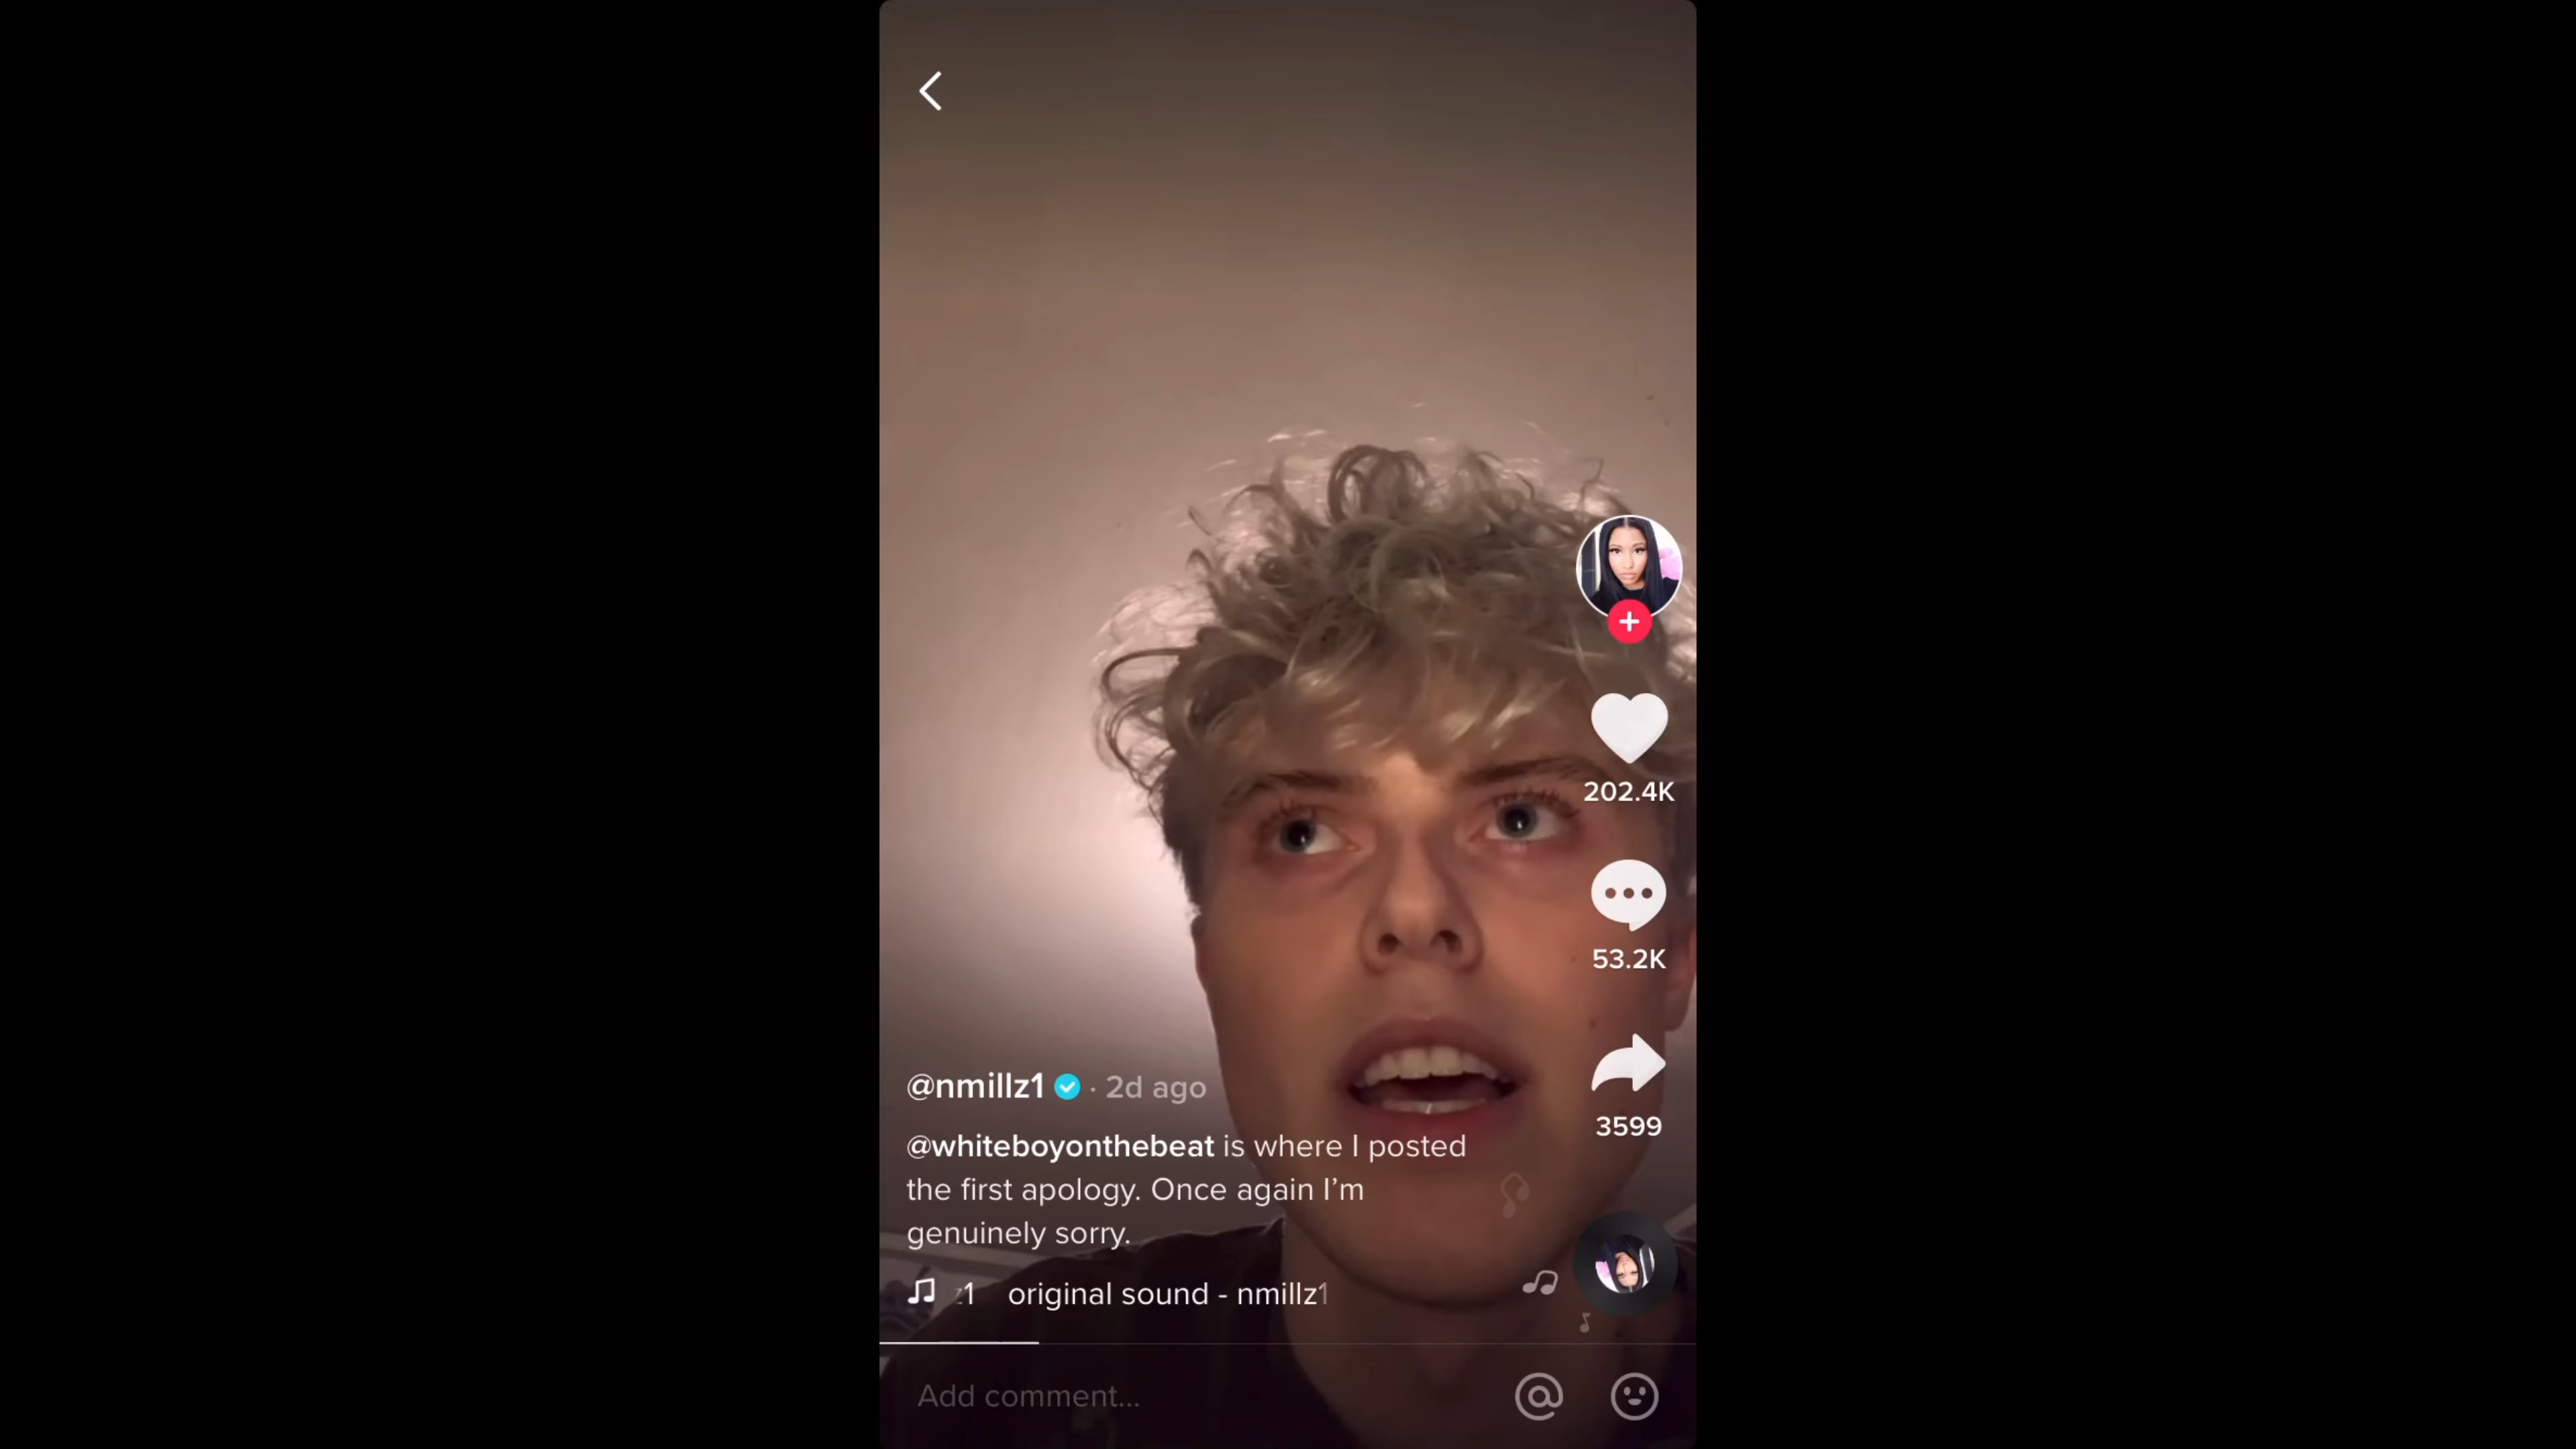 202.4K
53.2K
3599
@nmillz1 · 2d ago
@whiteboyonthebeat is where I posted
the first apology. Once again I’m
genuinely sorry.
z1 original sound - nmillz1
Add comment...